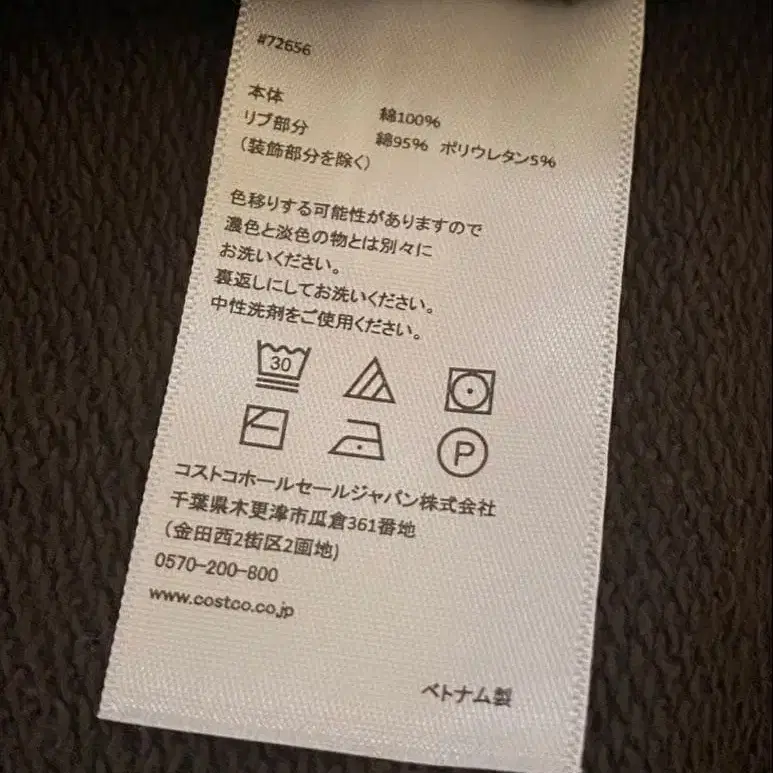 #72656
本体 綿100%
リブ部分 綿95% ポリウレタン5%
(装飾部分を除く)
色移りする可能性がありますので
濃色と淡色の物とは別々に
お洗いください。
裏返しにしてお洗いください。
中性洗剤をご使用ください。
30
P
コストコホールセールジャパン株式会社
千葉県木更津市瓜倉361番地
(金田西2街区2画地)
0570-200-800
www.costco.co.jp
ベトナム製